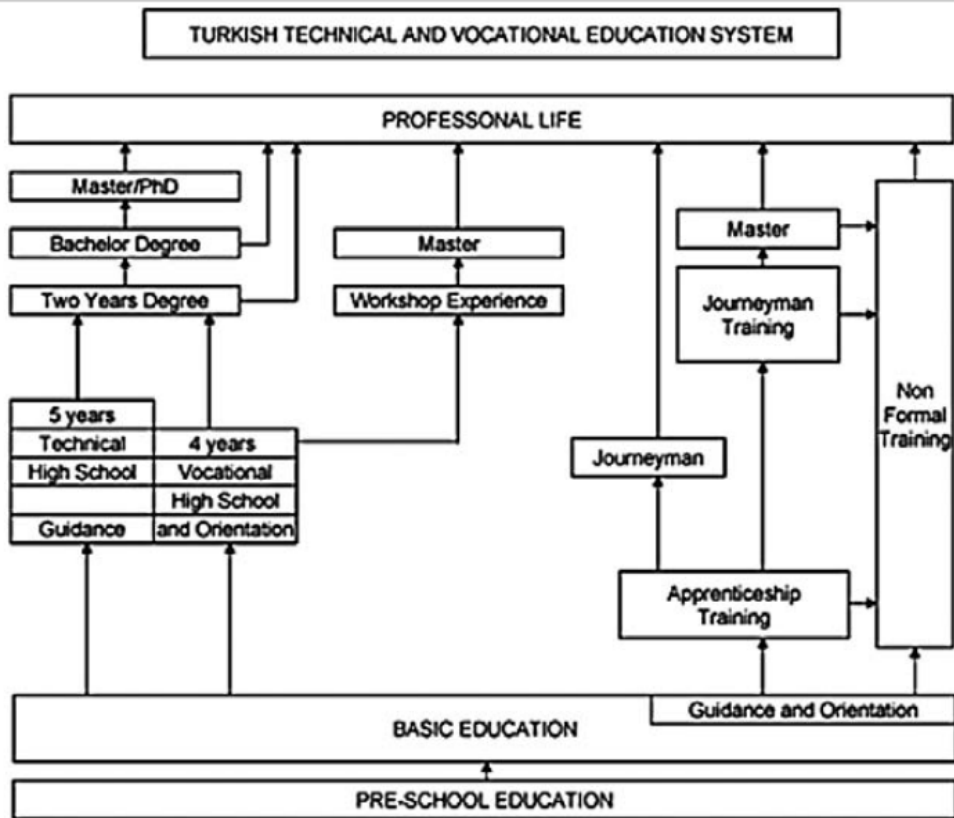 TURKISH TECHNICAL AND VOCATIONAL EDUCATION SYSTEM
PROFESSONAL LIFE
Master/PhD
Bachelor Degree
Two Years Degree
Master
Workshop Experience
Master
Journeyman
Training
Non
Formal
Training
5 years
Technical
High School
Guidance
4 years
Vocational
High School
and Orientation
Journeyman
Apprenticeship
Training
Guidance and Orientation
BASIC EDUCATION
PRE-SCHOOL EDUCATION